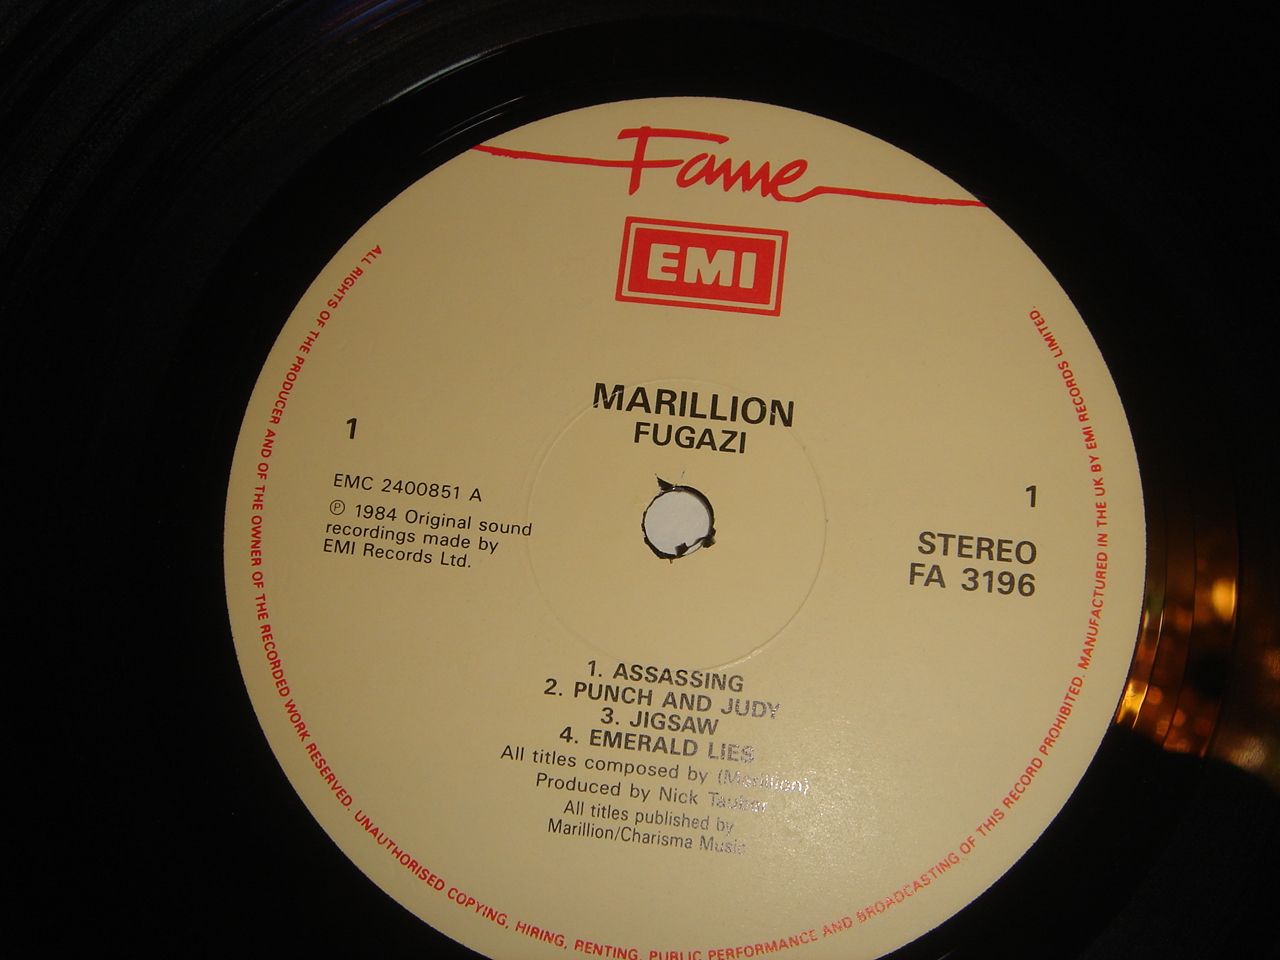 Fame
EMI
MARILLION
FUGAZI
1
EMC 2400851 A
℗ 1984 Original sound
recordings made by
EMI Records Ltd.
1
STEREO
FA 3196
1. ASSASSING
2. PUNCH AND JUDY
3. JIGSAW
4. EMERALD LIES
All titles composed by (Marillion)
Produced by Nick Tauber
All titles published by
Marillion/Charisma Music
ALL RIGHTS OF THE PRODUCER AND OF THE OWNER OF THE RECORDED WORK RESERVED. UNAUTHORISED COPYING, HIRING, RENTING, PUBLIC PERFORMANCE AND BROADCASTING OF THIS RECORD PROHIBITED. MANUFACTURED IN THE UK BY EMI RECORDS LIMITED.